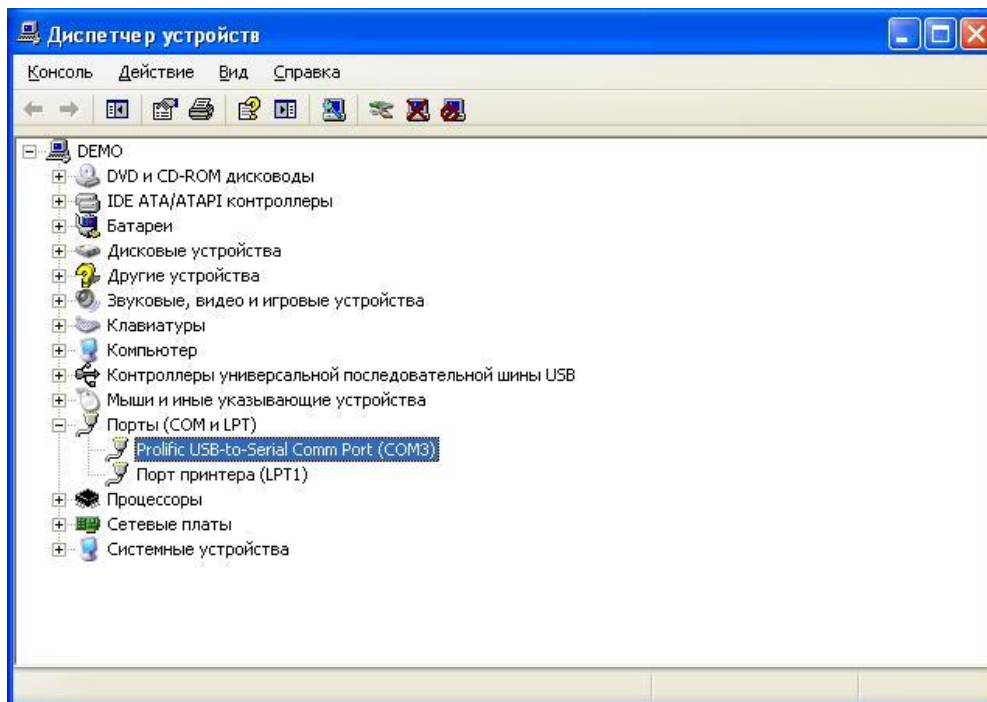 Диспетчер устройств
Консоль Действие Вид Справка
DEMO
DVD и CD-ROM дисководы
IDE ATA/ATAPI контроллеры
Батареи
Дисковые устройства
Другие устройства
Звуковые, видео и игровые устройства
Клавиатуры
Компьютер
Контроллеры универсальной последовательной шины USB
Мыши и иные указывающие устройства
Порты (COM и LPT)
Prolific USB-to-Serial Comm Port (COM3)
Порт принтера (LPT1)
Процессоры
Сетевые платы
Системные устройства